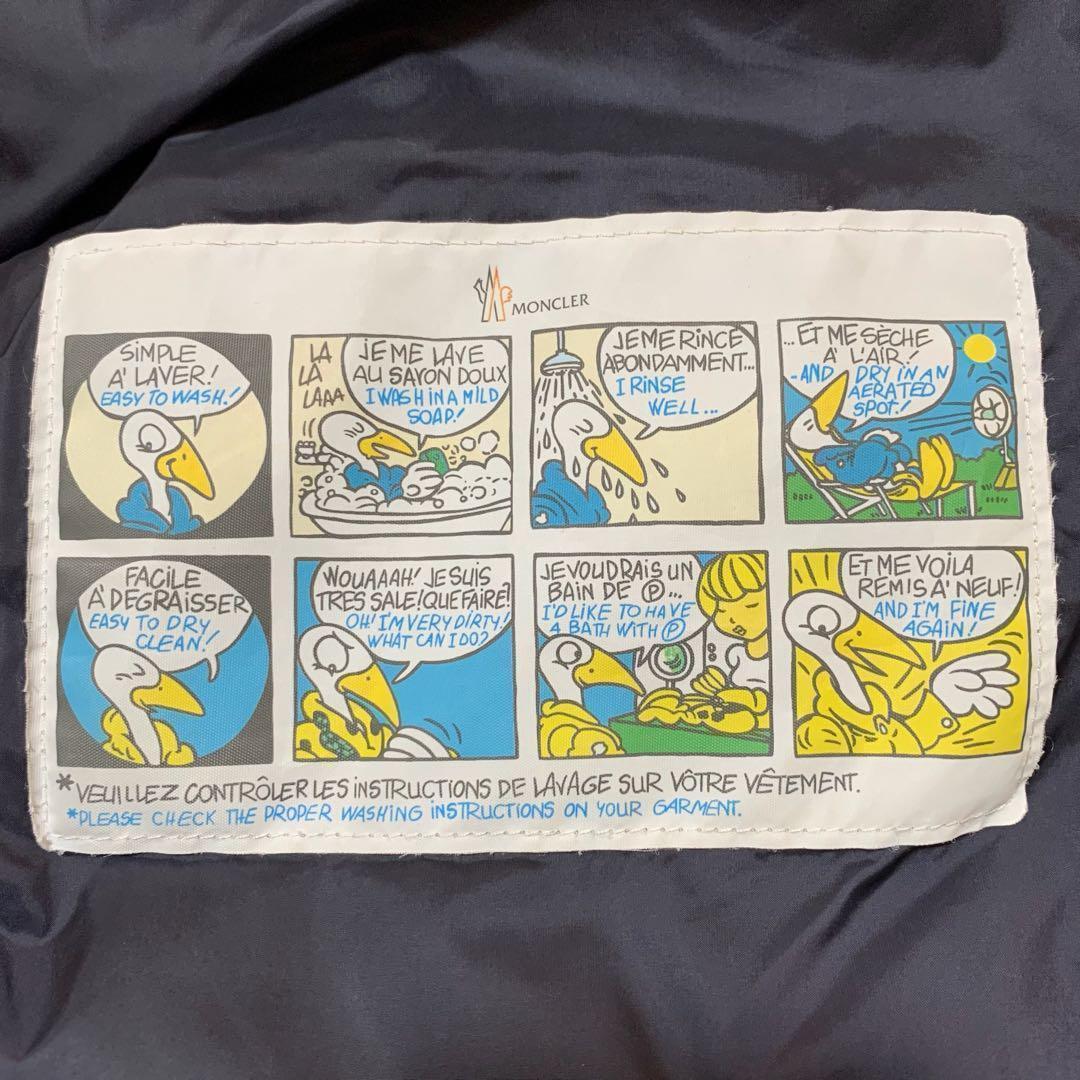 MONCLER
SiMPLE
A' LAVER!
EASY TO WASH!
LA
LA
LAAA
JE ME LAVE
AU SAVON DOUX
I WASH IN A MILD
SOAP!
JE ME RINCE
ABONDAMMENT...
I RINSE
WELL...
...ET ME SÈCHE
A' L'AIR!
-AND I DRY IN AN
AERATED
SPOT!
FACILE
A' DEGRAISSER
EASY TO DRY
CLEAN!
WOUAAAH! JE SUIS
TRES SALE! QUE FAIRE?
OH! I'M VERY DIRTY!
WHAT CAN I DO?
JE VOUDRAIS UN
BAIN DE Ⓟ...
I'D LIKE TO HAVE
A BATH WITH Ⓟ
ET ME VOILA
REMIS A' NEUF!
AND I'M FINE
AGAIN!
*VEUILLEZ CONTRÔLER LES iNSTRUCTIONS DE LAVAGE SUR VÔTRE VÊTEMENT.
*PLEASE CHECK THE PROPER WASHING iNSTRUCTIONS ON YOUR GARMENT.